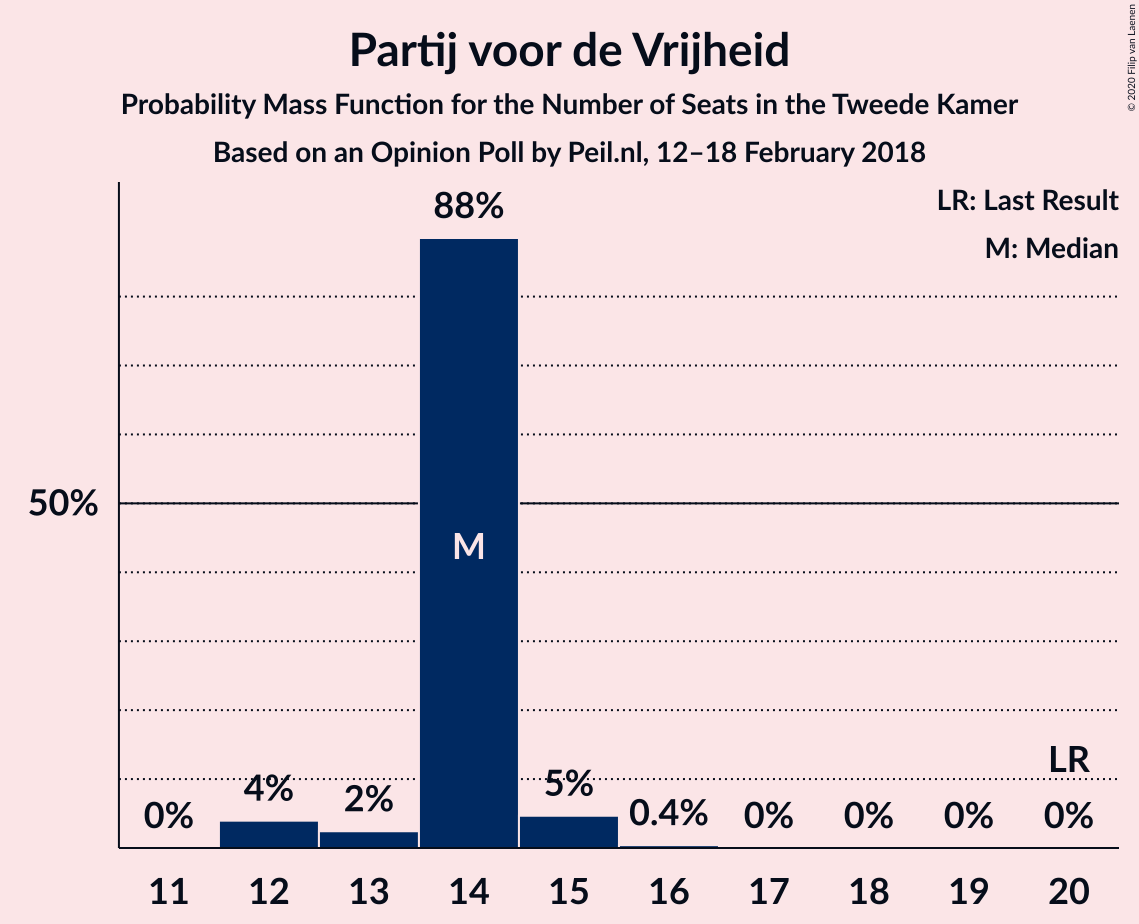 Partij voor de Vrijheid
Probability Mass Function for the Number of Seats in the Tweede Kamer
Based on an Opinion Poll by Peil.nl, 12–18 February 2018
© 2020 Filip van Laenen
LR: Last Result
M: Median
88%
50%
M
LR
0%
4%
2%
5%
0.4%
0%
0%
0%
0%
11
12
13
14
15
16
17
18
19
20